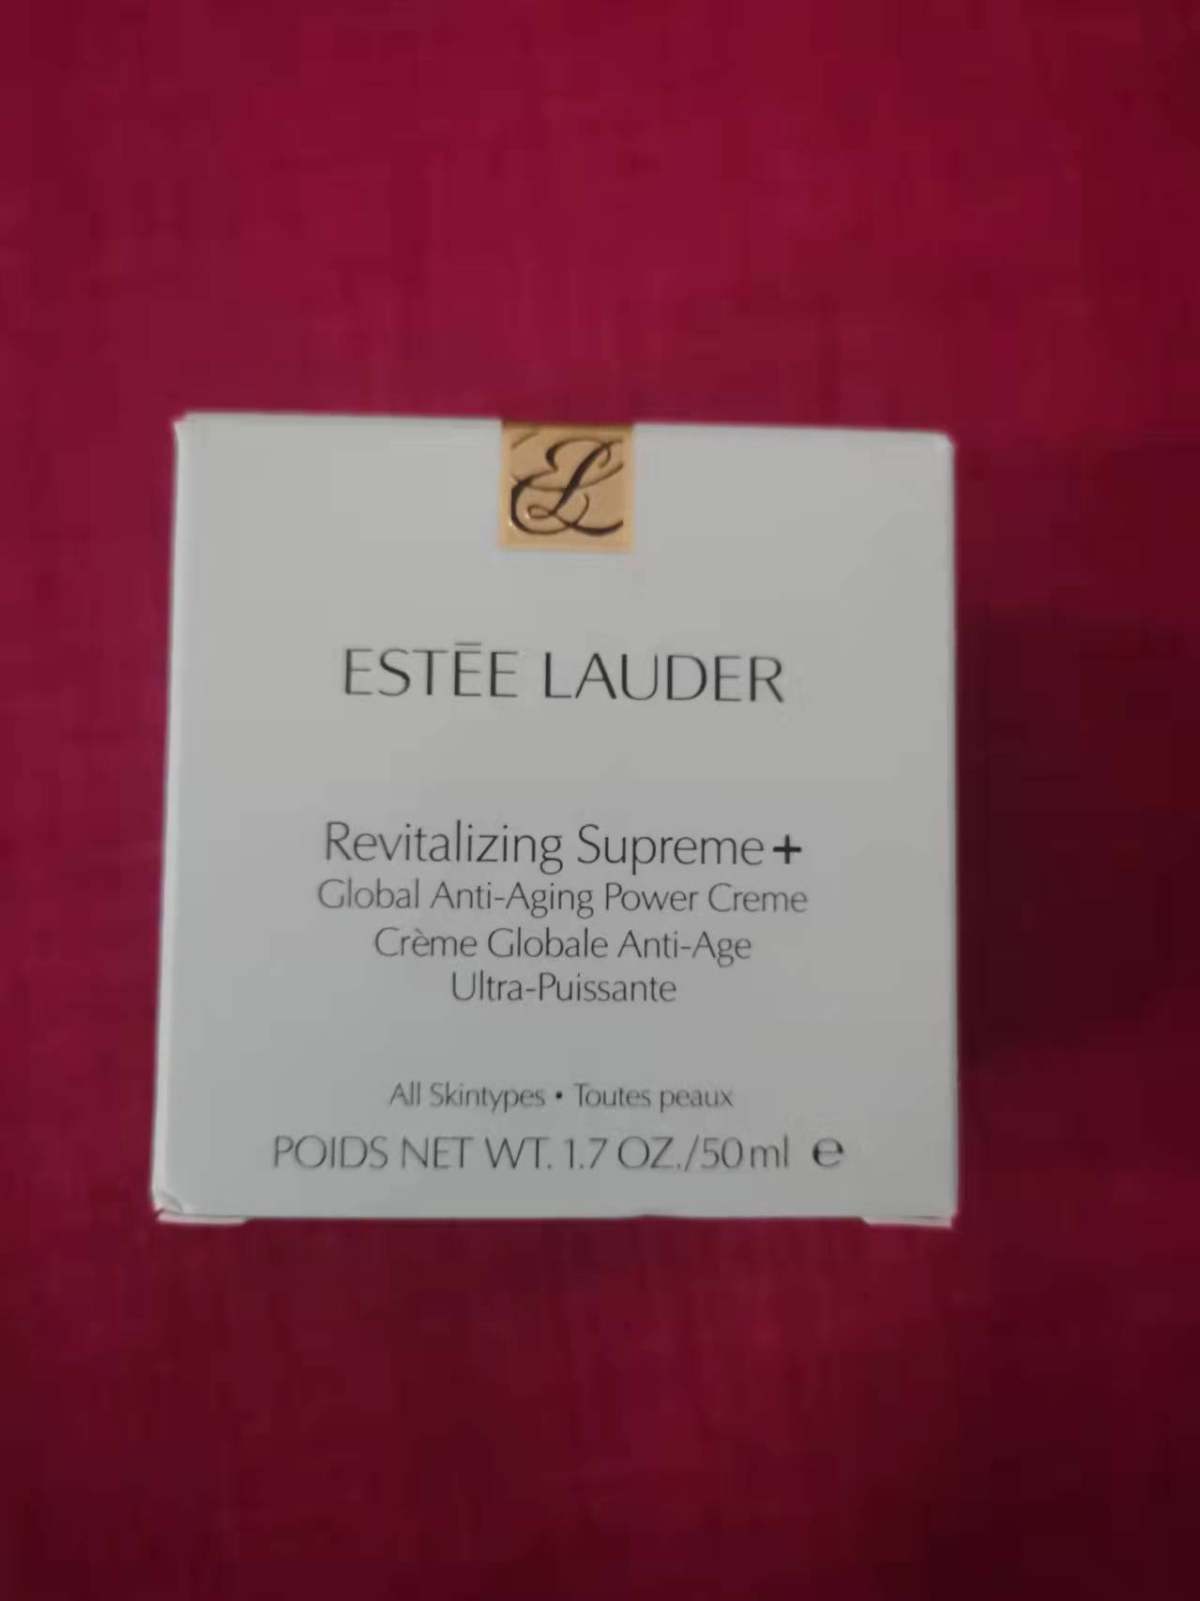 EL
ESTĒE LAUDER
Revitalizing Supreme+
Global Anti-Aging Power Creme
Crème Globale Anti-Age
Ultra-Puissante
All Skintypes • Toutes peaux
POIDS NET WT. 1.7 OZ./50ml ℮